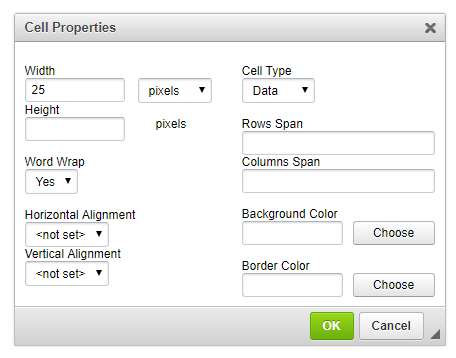 Cell Properties
Width
25
pixels
Height
pixels
Word Wrap
Yes
Horizontal Alignment
<not set>
Vertical Alignment
<not set>
Cell Type
Data
Rows Span
Columns Span
Background Color
Choose
Border Color
Choose
OK
Cancel